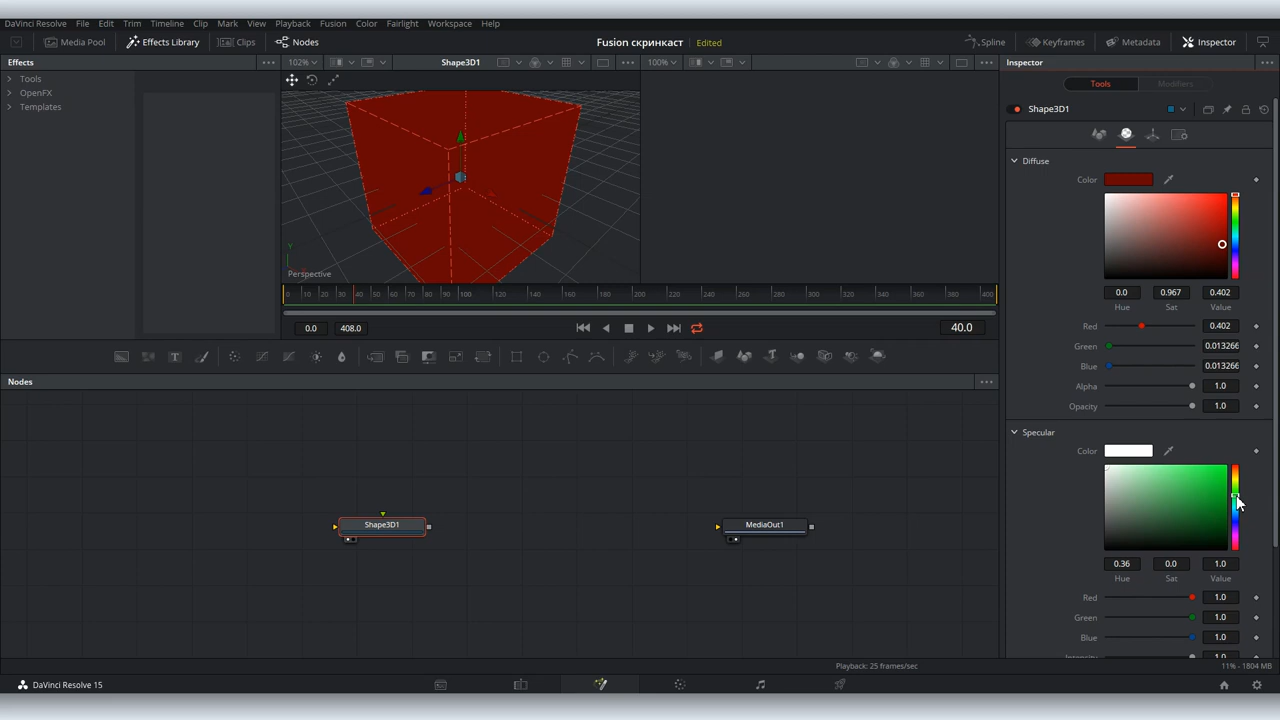 DaVinci Resolve File Edit Trim Timeline Clip Mark View Playback Fusion Color Fairlight Workspace Help
Media Pool Effects Library Clips Nodes Fusion скринкаст Edited Spline Keyframes Metadata Inspector
Effects 102% Shape3D1 100% Inspector
Tools
OpenFX
Templates
Perspective
Y
0 10 20 30 40 50 60 70 80 90 100 120 140 160 180 200 220 240 260 280 300 320 340 360 380 400
0.0 408.0 40.0
Nodes
Shape3D1
MediaOut1
Tools Modifiers
Shape3D1
Diffuse
Color
0.0 0.967 0.402
Hue Sat Value
Red 0.402
Green 0.013266
Blue 0.013266
Alpha 1.0
Opacity 1.0
Specular
Color
0.36 0.0 1.0
Hue Sat Value
Red 1.0
Green 1.0
Blue 1.0
Intensity 1.0
Playback: 25 frames/sec 11% - 1804 MB
DaVinci Resolve 15